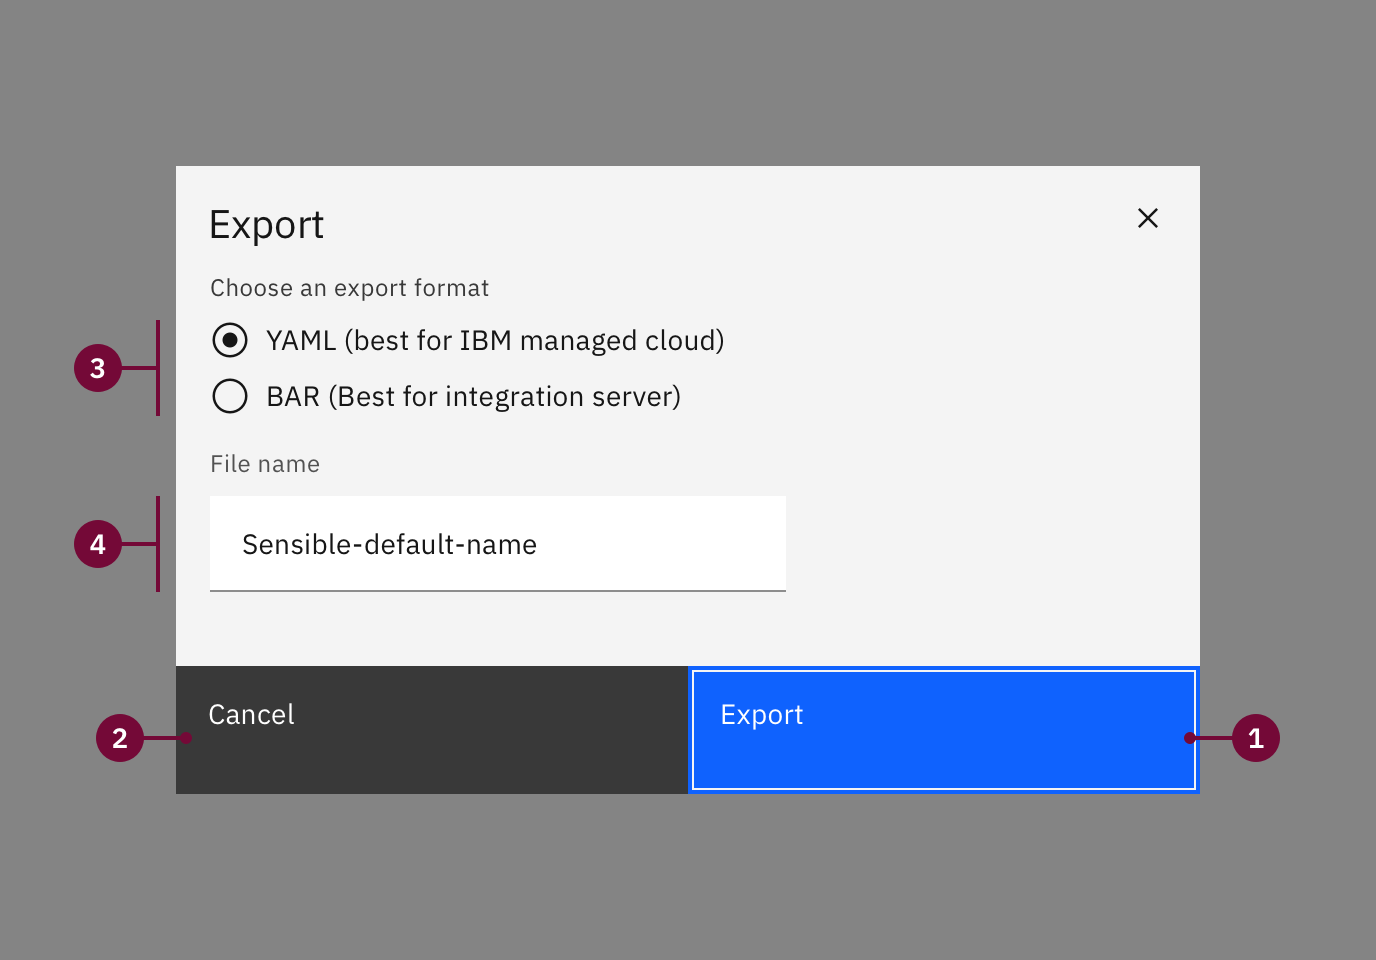 Export
Choose an export format
3
YAML (best for IBM managed cloud)
BAR (Best for integration server)
File name
4
Sensible-default-name
2
Cancel
Export
1